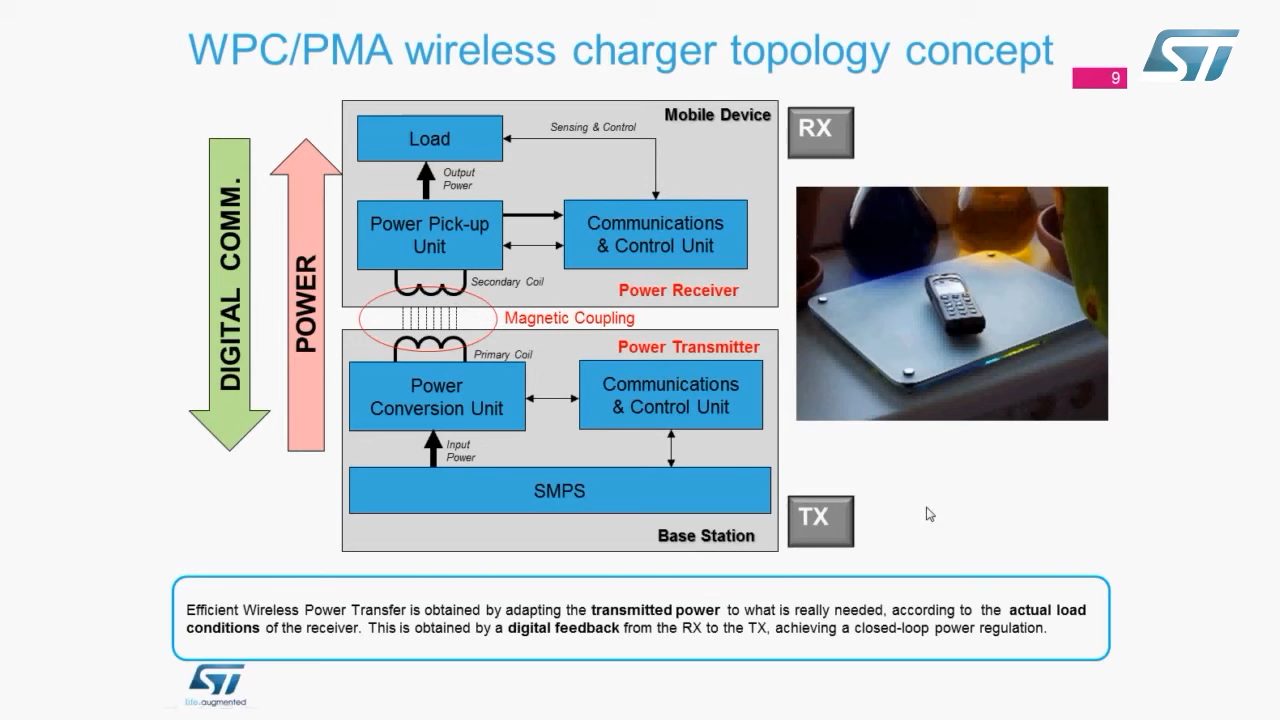 WPC/PMA wireless charger topology concept
9
ST
Mobile Device
RX
Load
Sensing & Control
Output
Power
Power Pick-up
Unit
Communications
& Control Unit
Secondary Coil
Power Receiver
DIGITAL COMM.
POWER
Magnetic Coupling
Power Transmitter
Primary Coil
Power
Conversion Unit
Communications
& Control Unit
Input
Power
SMPS
TX
Base Station
Efficient Wireless Power Transfer is obtained by adapting the transmitted power to what is really needed, according to the actual load
conditions of the receiver. This is obtained by a digital feedback from the RX to the TX, achieving a closed-loop power regulation.
ST
life.augmented